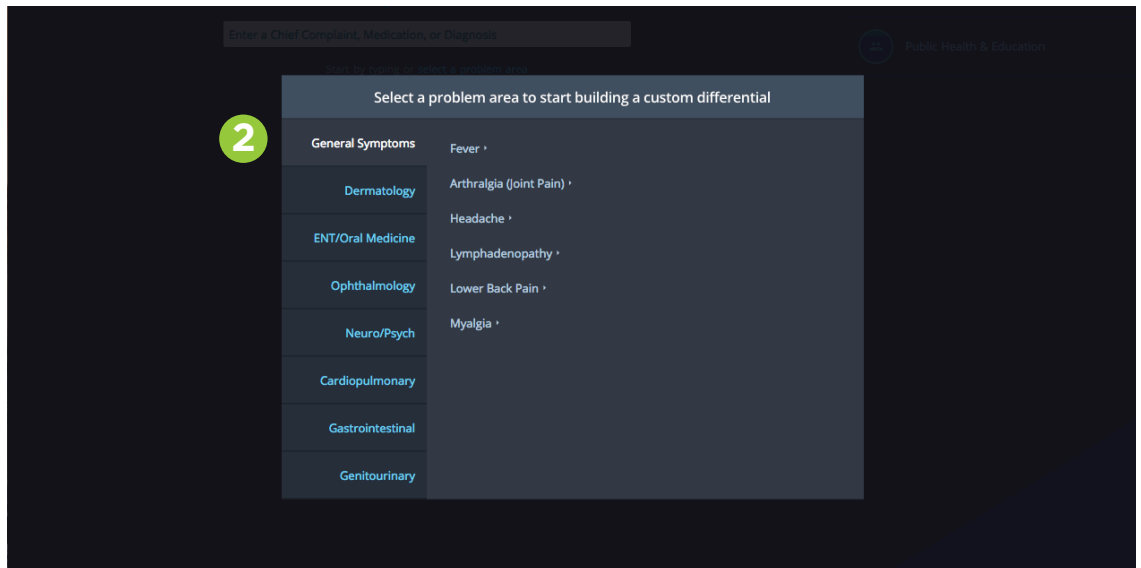 Enter a Chief Complaint, Medication, or Diagnosis
Public Health & Education
Start by typing or select a problem area
Select a problem area to start building a custom differential
2
General Symptoms
Dermatology
ENT/Oral Medicine
Ophthalmology
Neuro/Psych
Cardiopulmonary
Gastrointestinal
Genitourinary
Fever
Arthralgia (Joint Pain)
Headache
Lymphadenopathy
Lower Back Pain
Myalgia